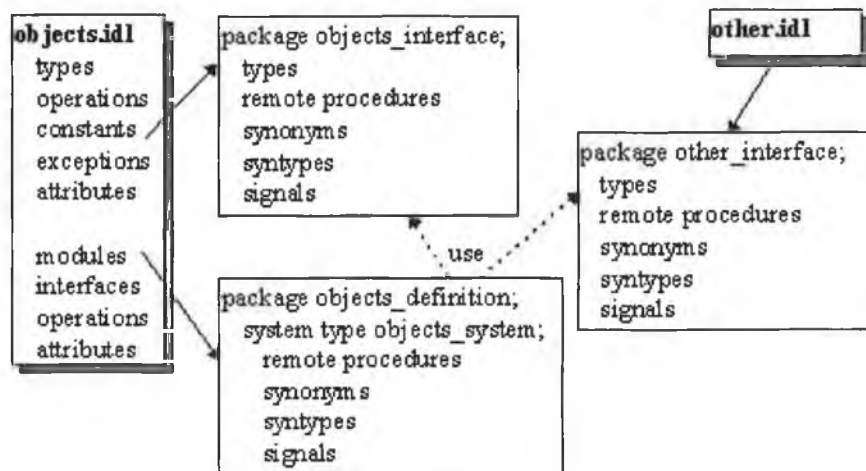 objects.idl
types
operations
constants
exceptions
attributes
modules
interfaces
operations
attributes
package objects_interface;
types
remote procedures
synonyms
syntypes
signals
other.idl
package other_interface;
types
remote procedures
synonyms
syntypes
signals
use
package objects_definition;
system type objects_system;
remote procedures
synonyms
syntypes
signals